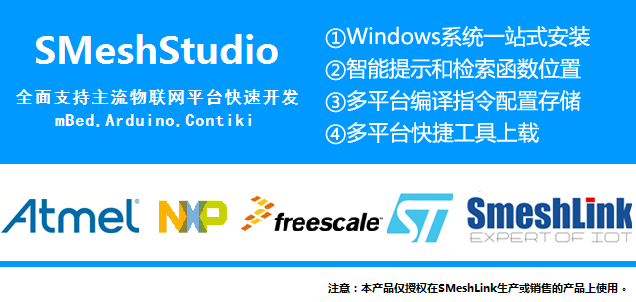 SMeshStudio
全面支持主流物联网平台快速开发
mBed.Arduino.Contiki
①Windows系统一站式安装
②智能提示和检索函数位置
③多平台编译指令配置存储
④多平台快捷工具上载
Atmel
NXP
freescale
ST
SmeshLink
EXPERT OF IOT
注意：本产品仅授权在SMeshLink生产或销售的产品上使用。